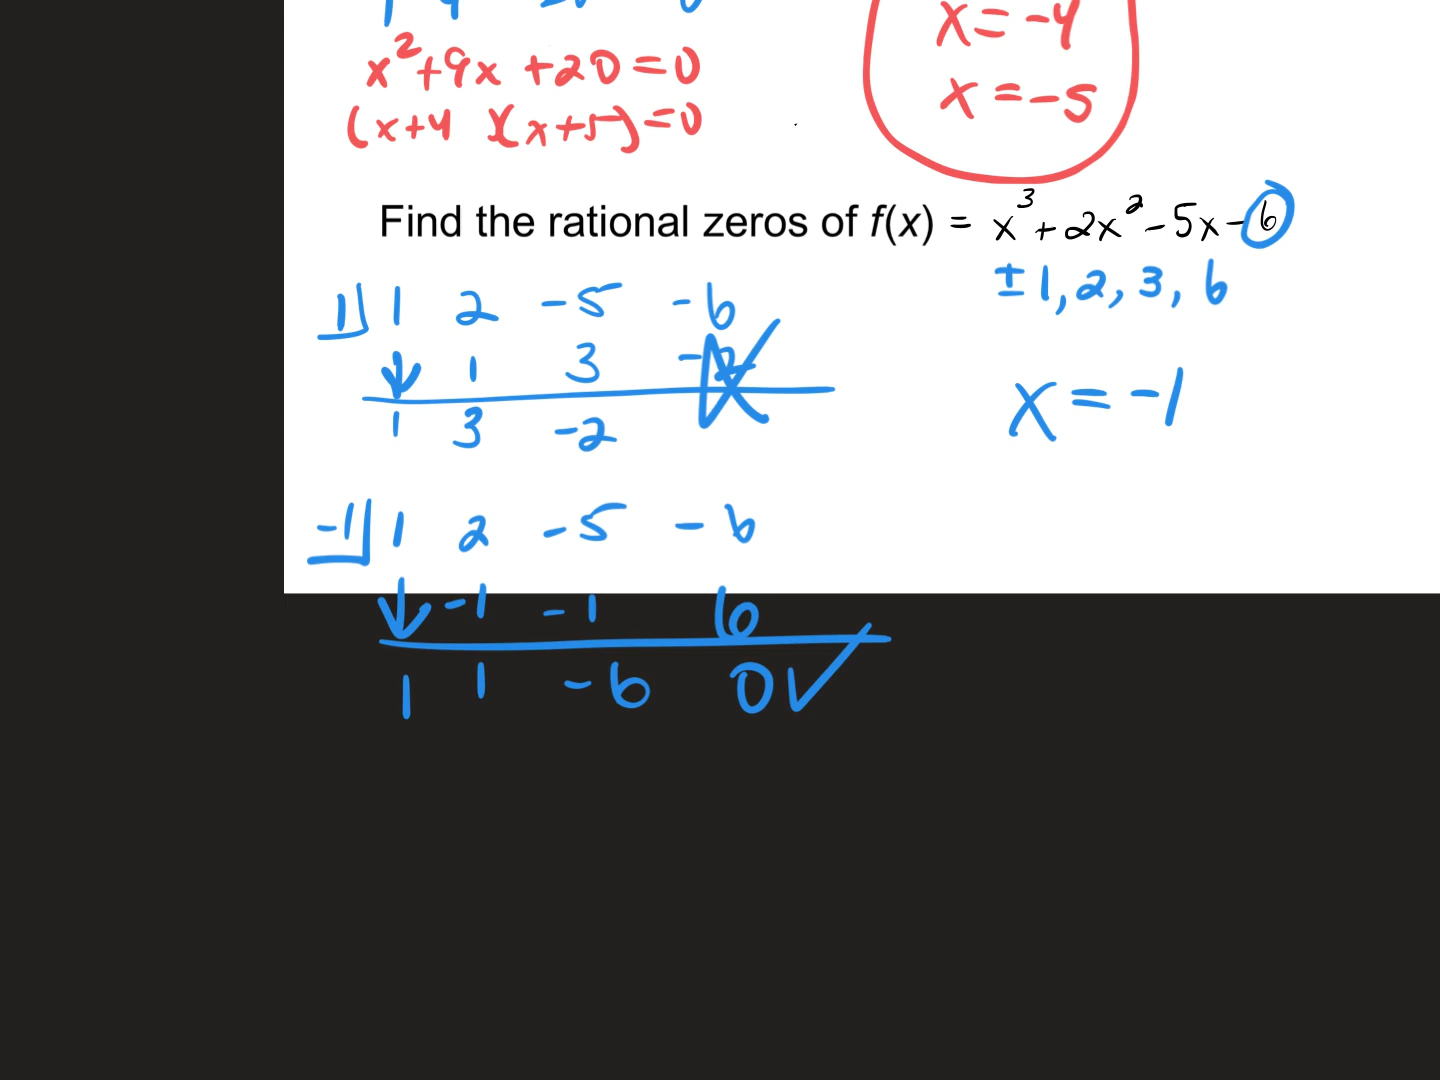 x²+9x+20=0
(x+4)(x+5)=0
x=-4
x=-5
Find the rational zeros of f(x) = x³+2x²-5x-6
±1, 2, 3, 6
1| 1 2 -5 -6
1 3 -2
1 3 -2
x=-1
-1| 1 2 -5 -6
-1 -1 6
1 1 -6 0✓